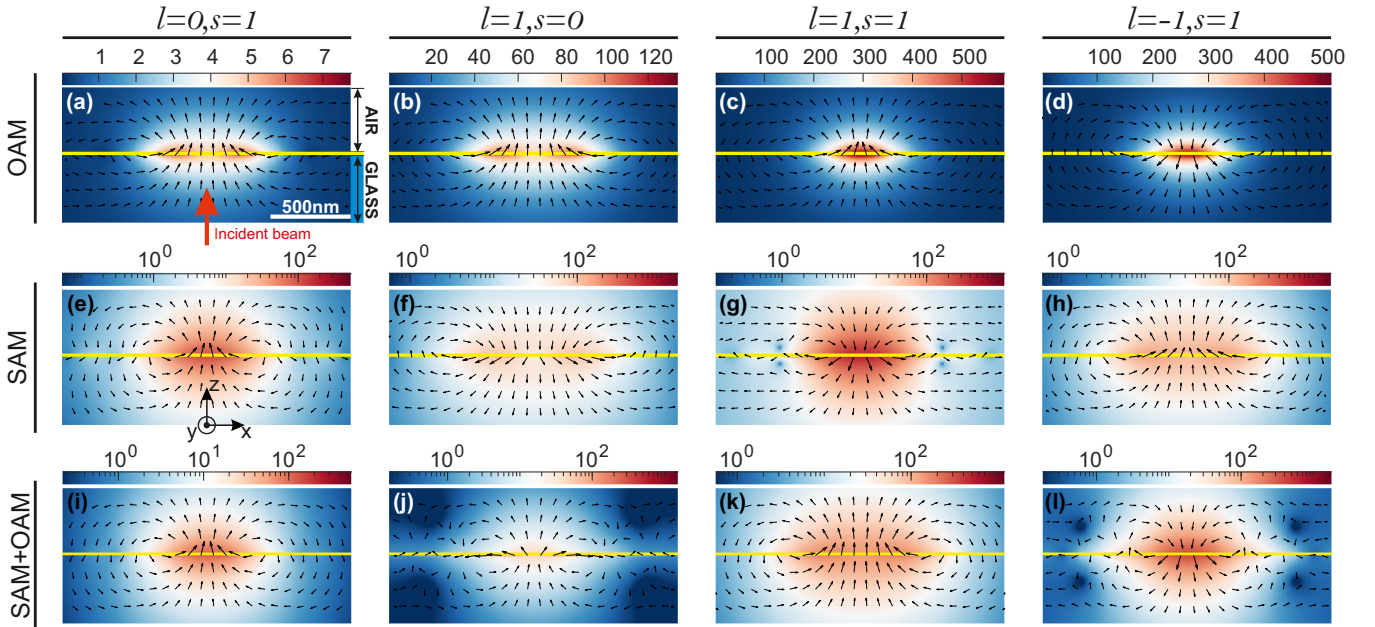 l=0,s=1 l=1,s=0 l=1,s=1 l=-1,s=1
1 2 3 4 5 6 7 20 40 60 80 100 120 100 200 300 400 500 100 200 300 400 500
OAM
(a) (b) (c) (d)
AIR
GLASS
500nm
Incident beam
10^0 10^2 10^0 10^2 10^0 10^2 10^0 10^2
SAM
(e) (f) (g) (h)
z
y x
10^0 10^1 10^2 10^0 10^2 10^0 10^2 10^0 10^2
SAM+OAM
(i) (j) (k) (l)